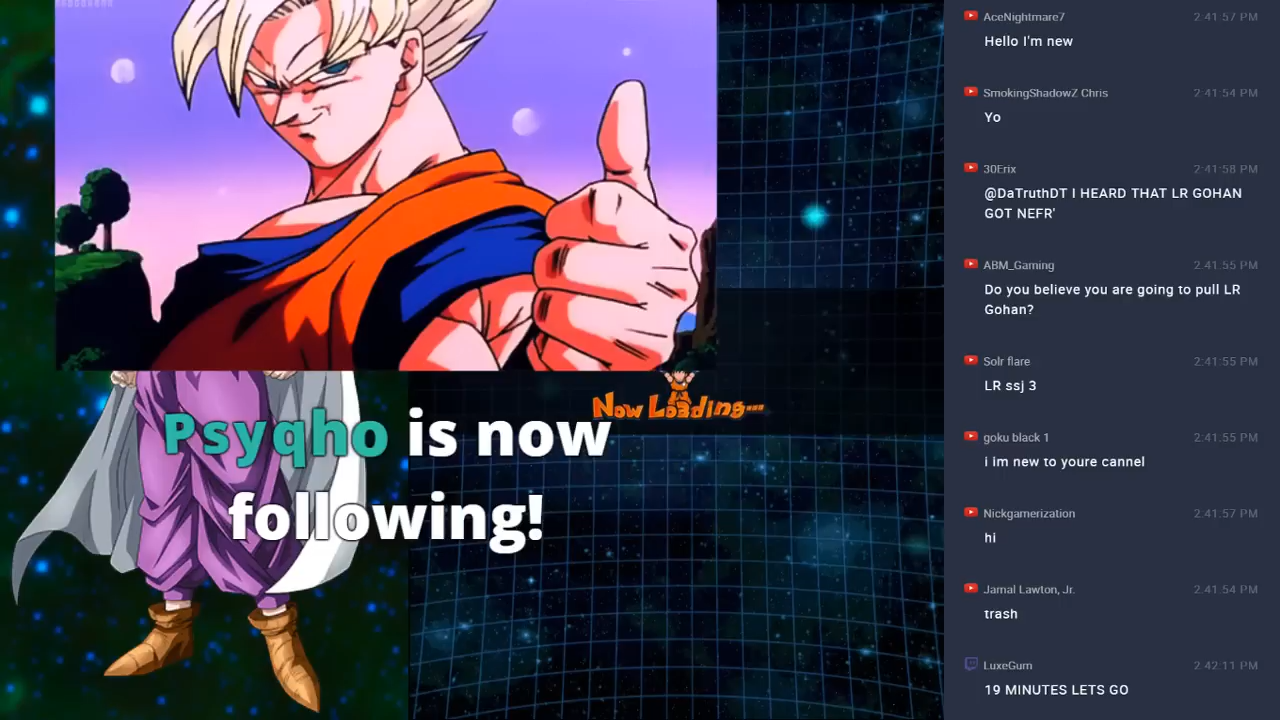 Psyqho is now
following!
Now Loading...
AceNightmare7 2:41:57 PM
Hello I'm new
SmokingShadowZ Chris 2:41:54 PM
Yo
30Erix 2:41:58 PM
@DaTruthDT I HEARD THAT LR GOHAN
GOT NEFR'
ABM_Gaming 2:41:55 PM
Do you believe you are going to pull LR
Gohan?
Solr flare 2:41:55 PM
LR ssj 3
goku black 1 2:41:55 PM
i im new to youre cannel
Nickgamerization 2:41:57 PM
hi
Jamal Lawton, Jr. 2:41:54 PM
trash
LuxeGum 2:42:11 PM
19 MINUTES LETS GO